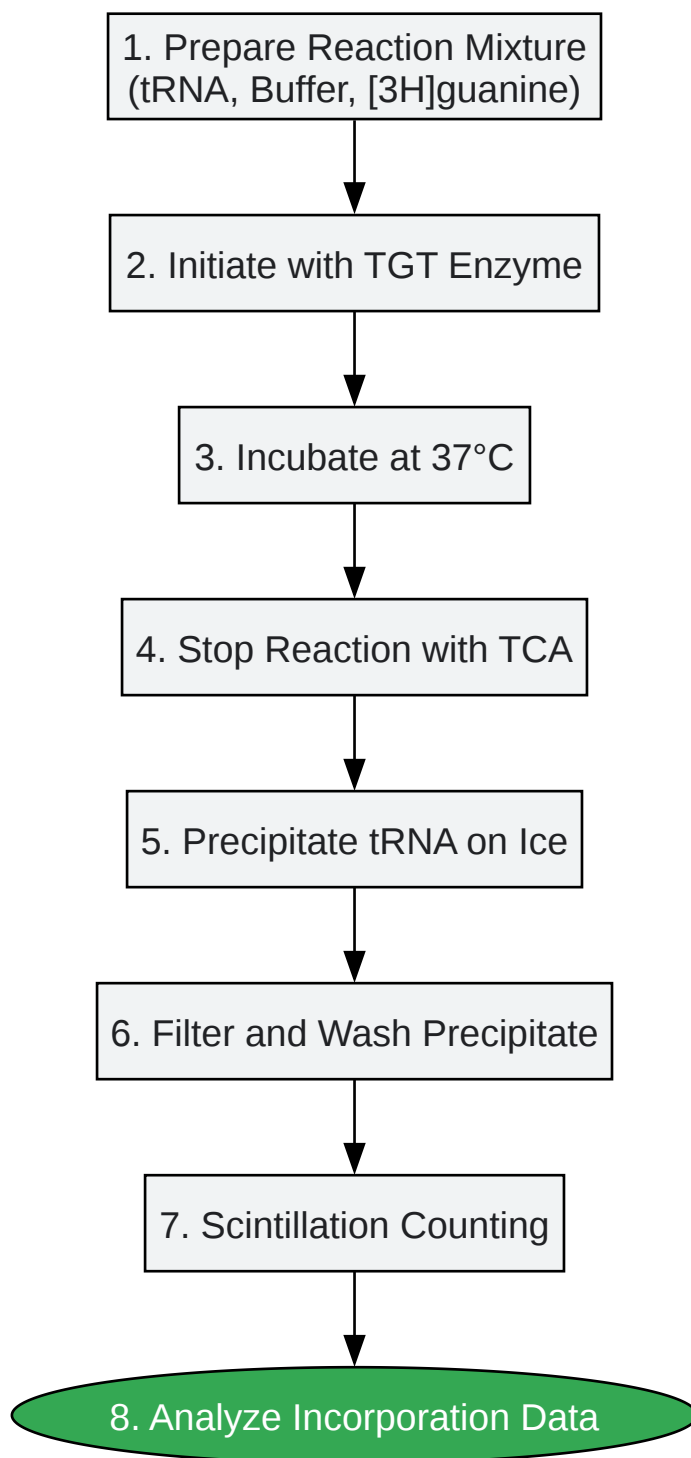 1. Prepare Reaction Mixture
(tRNA, Buffer, [3H]guanine)
2. Initiate with TGT Enzyme
3. Incubate at 37°C
4. Stop Reaction with TCA
5. Precipitate tRNA on Ice
6. Filter and Wash Precipitate
7. Scintillation Counting
8. Analyze Incorporation Data